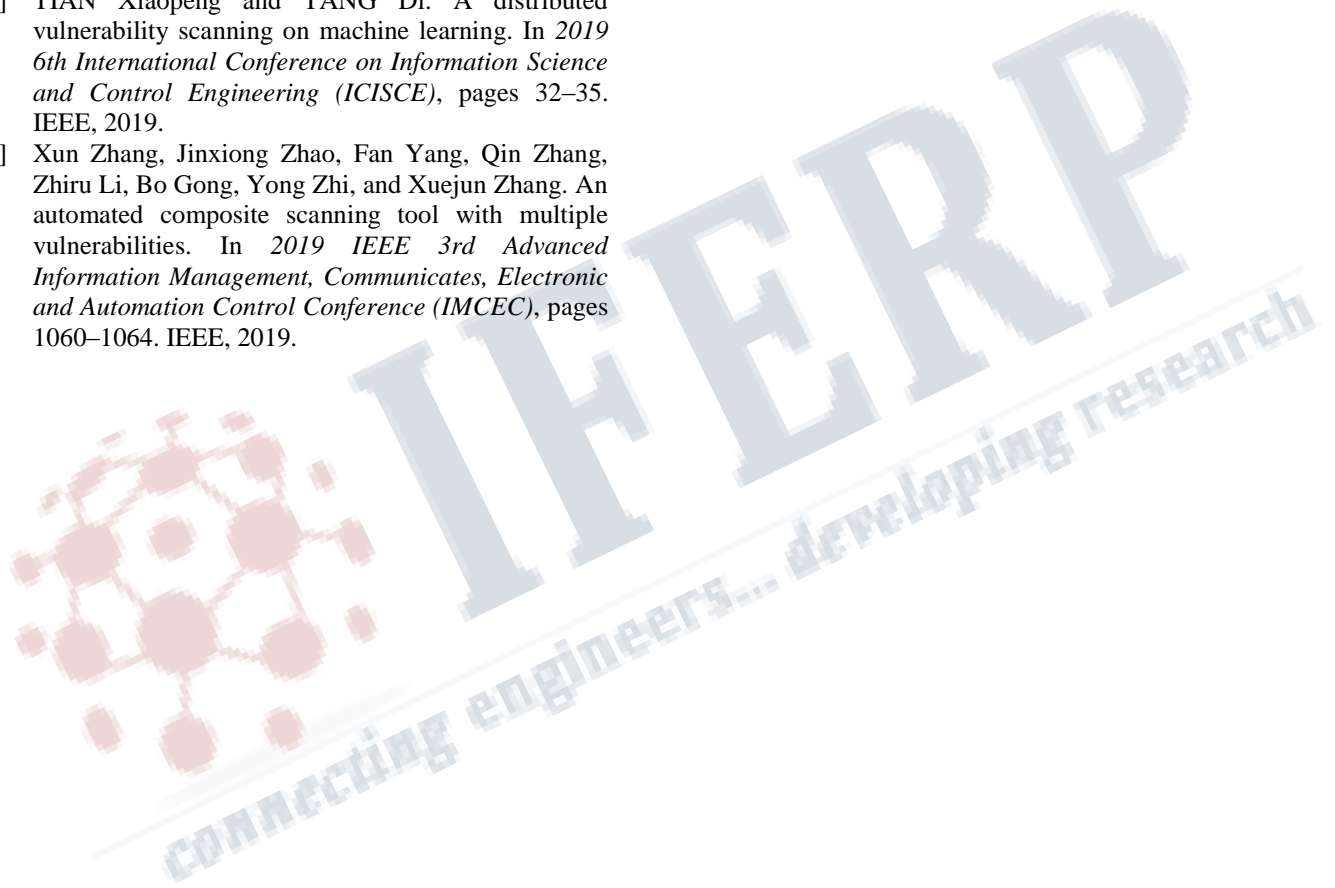 ] TIAN Xiaopeng and YANG Di. A distributed
vulnerability scanning on machine learning. In 2019
6th International Conference on Information Science
and Control Engineering (ICISCE), pages 32–35.
IEEE, 2019.
] Xun Zhang, Jinxiong Zhao, Fan Yang, Qin Zhang,
Zhiru Li, Bo Gong, Yong Zhi, and Xuejun Zhang. An
automated composite scanning tool with multiple
vulnerabilities. In 2019 IEEE 3rd Advanced
Information Management, Communicates, Electronic
and Automation Control Conference (IMCEC), pages
1060–1064. IEEE, 2019.
IFERP
connecting engineers... developing research